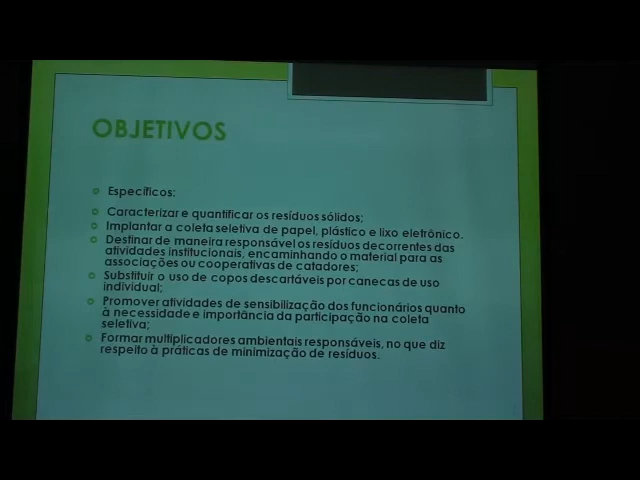 OBJETIVOS
Específicos:
Caracterizar e quantificar os resíduos sólidos;
Implantar a coleta seletiva de papel, plástico e lixo eletrônico.
Destinar de maneira responsável os resíduos decorrentes das
atividades institucionais, encaminhando o material para as
associações ou cooperativas de catadores;
Substituir o uso de copos descartáveis por canecas de uso
individual;
Promover atividades de sensibilização dos funcionários quanto
à necessidade e importância da participação na coleta
seletiva;
Formar multiplicadores ambientais responsáveis, no que diz
respeito à práticas de minimização de resíduos.